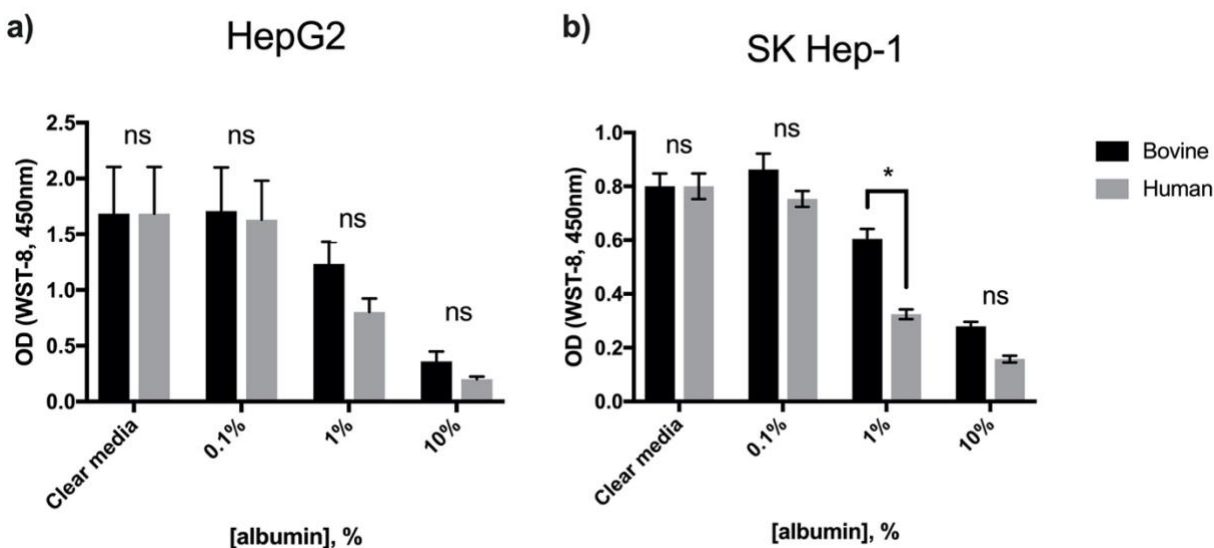 a)
HepG2
OD (WST-8, 450nm)
2.5
2.0
1.5
1.0
0.5
0.0
ns
ns
ns
ns
Clear media
0.1%
1%
10%
[albumin], %
b)
SK Hep-1
OD (WST-8, 450nm)
1.0
0.8
0.6
0.4
0.2
0.0
ns
ns
*
ns
Clear media
0.1%
1%
10%
[albumin], %
Bovine
Human